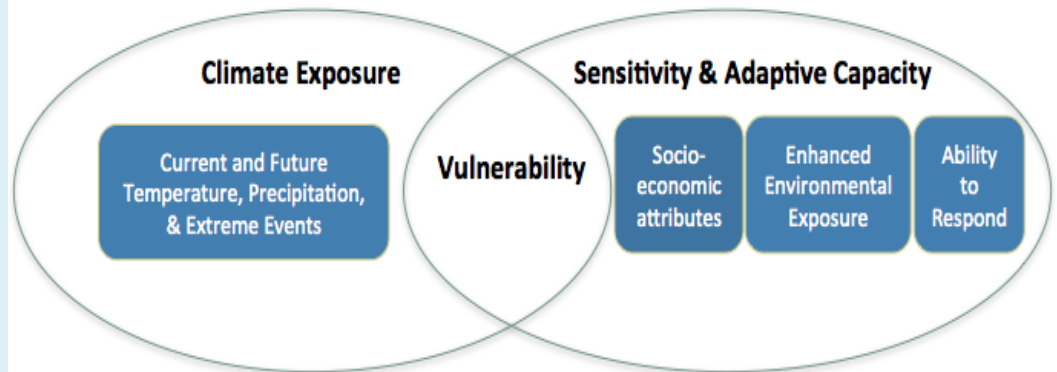 Climate Exposure
Current and Future
Temperature, Precipitation,
& Extreme Events
Vulnerability
Sensitivity & Adaptive Capacity
Socio-
economic
attributes
Enhanced
Environmental
Exposure
Ability
to
Respond